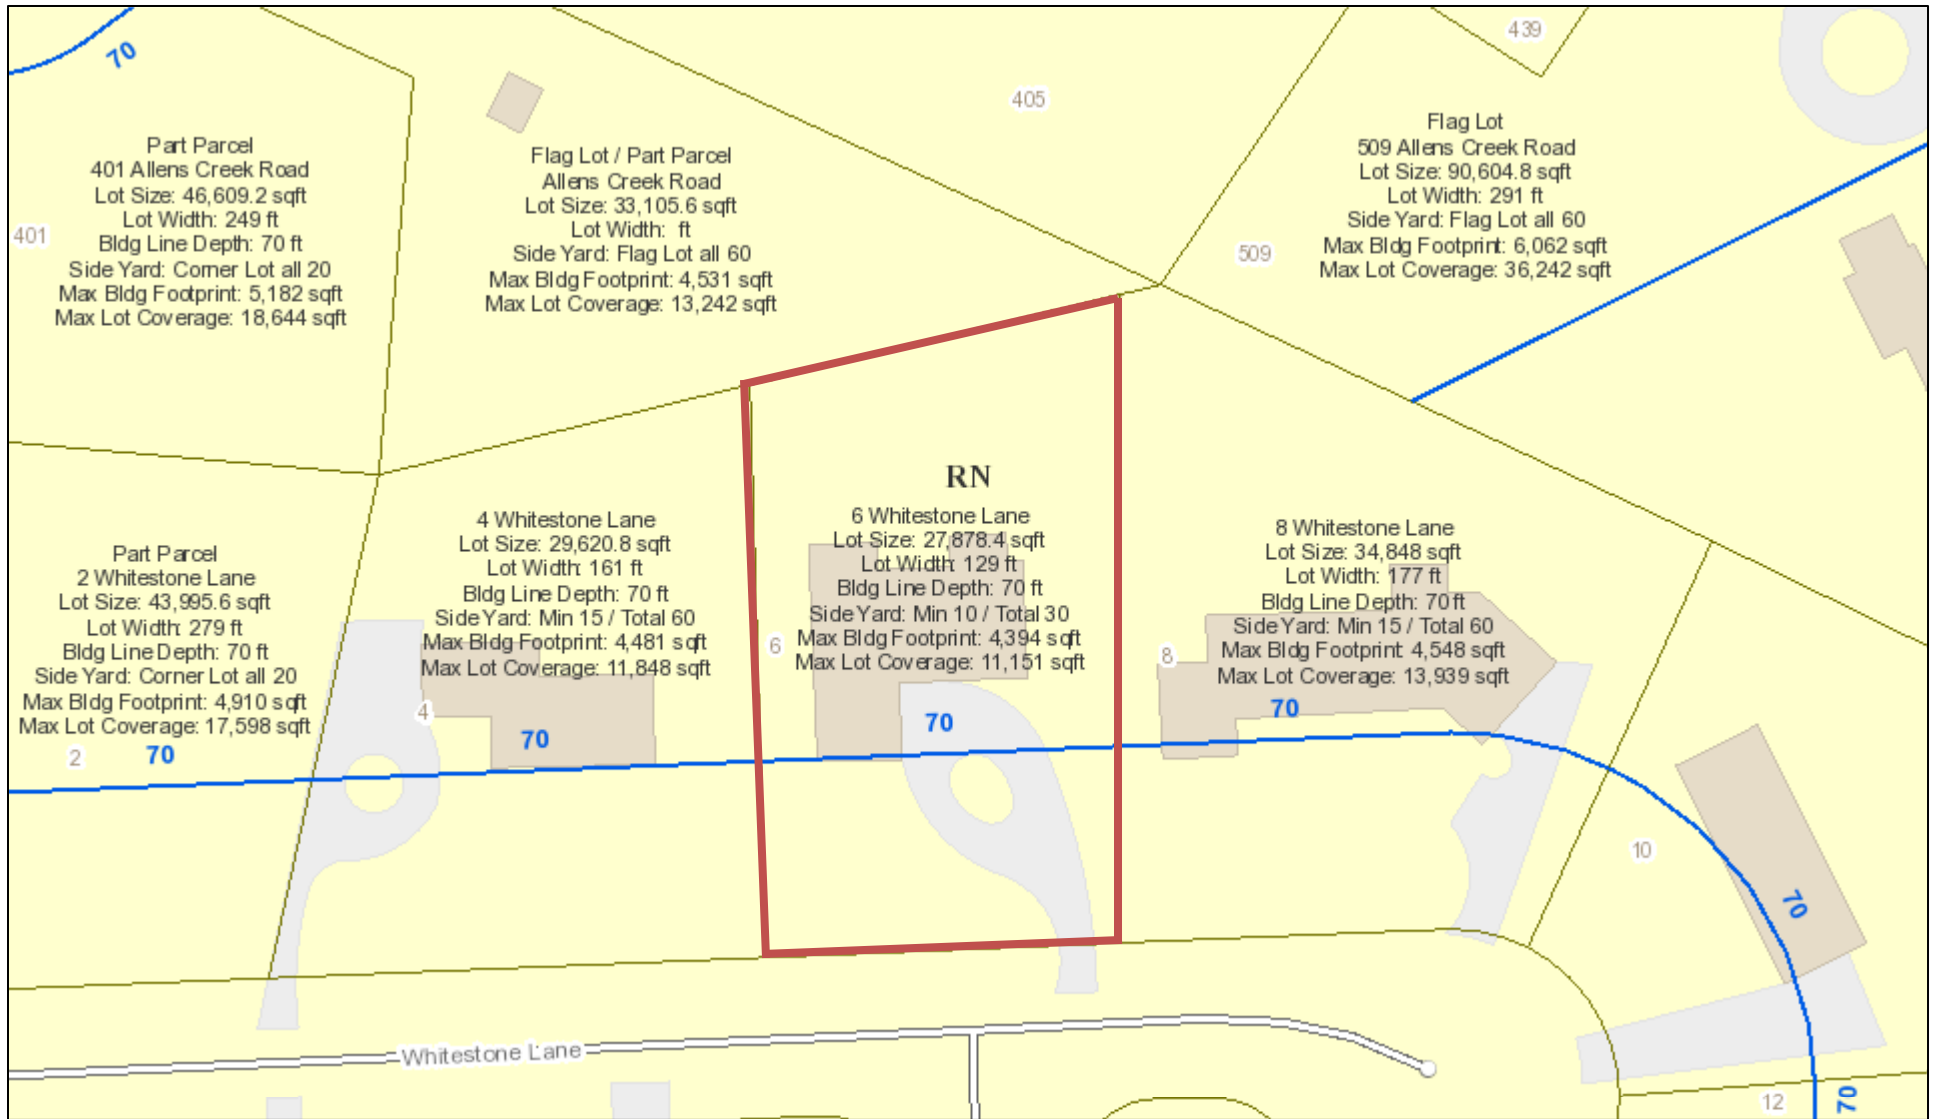 70
439
405
Part Parcel
401 Allens Creek Road
Lot Size: 46,609.2 sqft
Lot Width: 249 ft
Bldg Line Depth: 70 ft
Side Yard: Corner Lot all 20
Max Bldg Footprint: 5,182 sqft
Max Lot Coverage: 18,644 sqft
401
Flag Lot / Part Parcel
Allens Creek Road
Lot Size: 33,105.6 sqft
Lot Width: ft
Side Yard: Flag Lot all 60
Max Bldg Footprint: 4,531 sqft
Max Lot Coverage: 13,242 sqft
Flag Lot
509 Allens Creek Road
Lot Size: 90,604.8 sqft
Lot Width: 291 ft
Side Yard: Flag Lot all 60
Max Bldg Footprint: 6,062 sqft
Max Lot Coverage: 36,242 sqft
509
Part Parcel
2 Whitestone Lane
Lot Size: 43,995.6 sqft
Lot Width: 279 ft
Bldg Line Depth: 70 ft
Side Yard: Corner Lot all 20
Max Bldg Footprint: 4,910 sqft
Max Lot Coverage: 17,598 sqft
2
70
4 Whitestone Lane
Lot Size: 29,620.8 sqft
Lot Width: 161 ft
Bldg Line Depth: 70 ft
Side Yard: Min 15 / Total 60
Max Bldg Footprint: 4,481 sqft
Max Lot Coverage: 11,848 sqft
4
70
RN
6 Whitestone Lane
Lot Size: 27,878.4 sqft
Lot Width: 129 ft
Bldg Line Depth: 70 ft
Side Yard: Min 10 / Total 30
Max Bldg Footprint: 4,394 sqft
Max Lot Coverage: 11,151 sqft
6
70
8 Whitestone Lane
Lot Size: 34,848 sqft
Lot Width: 177 ft
Bldg Line Depth: 70 ft
Side Yard: Min 15 / Total 60
Max Bldg Footprint: 4,548 sqft
Max Lot Coverage: 13,939 sqft
8
70
10
70
Whitestone Lane
12
70